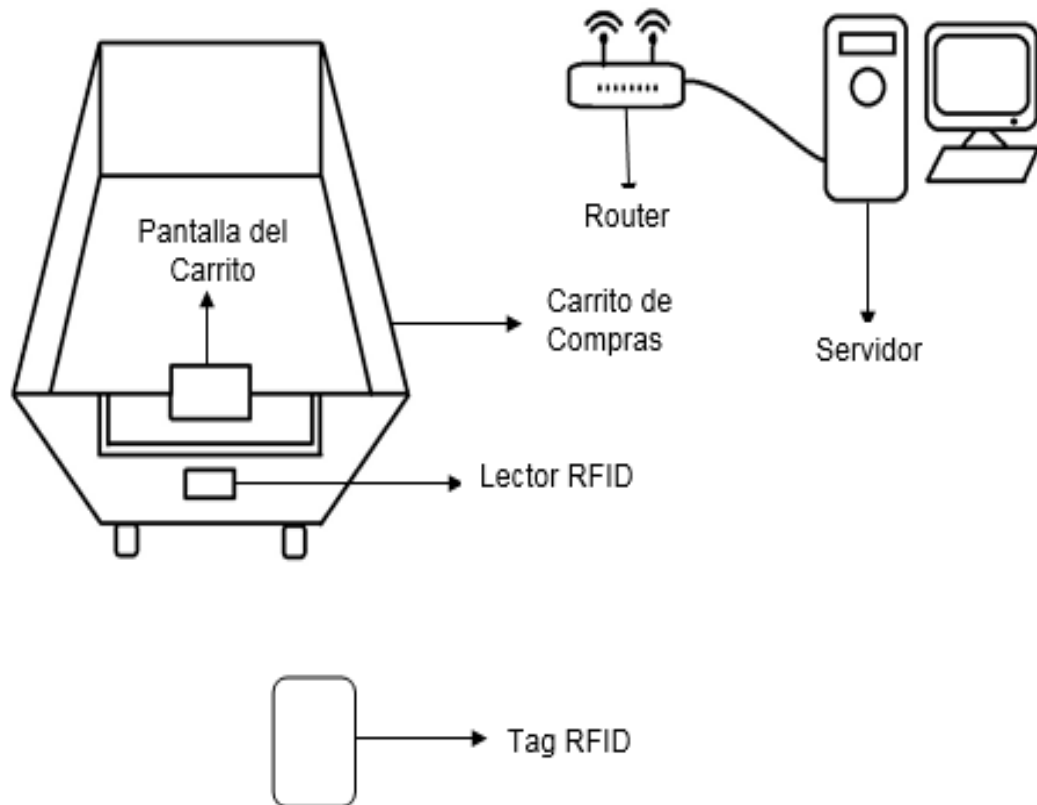 Router
Pantalla del
Carrito
Carrito de
Compras
Servidor
Lector RFID
Tag RFID